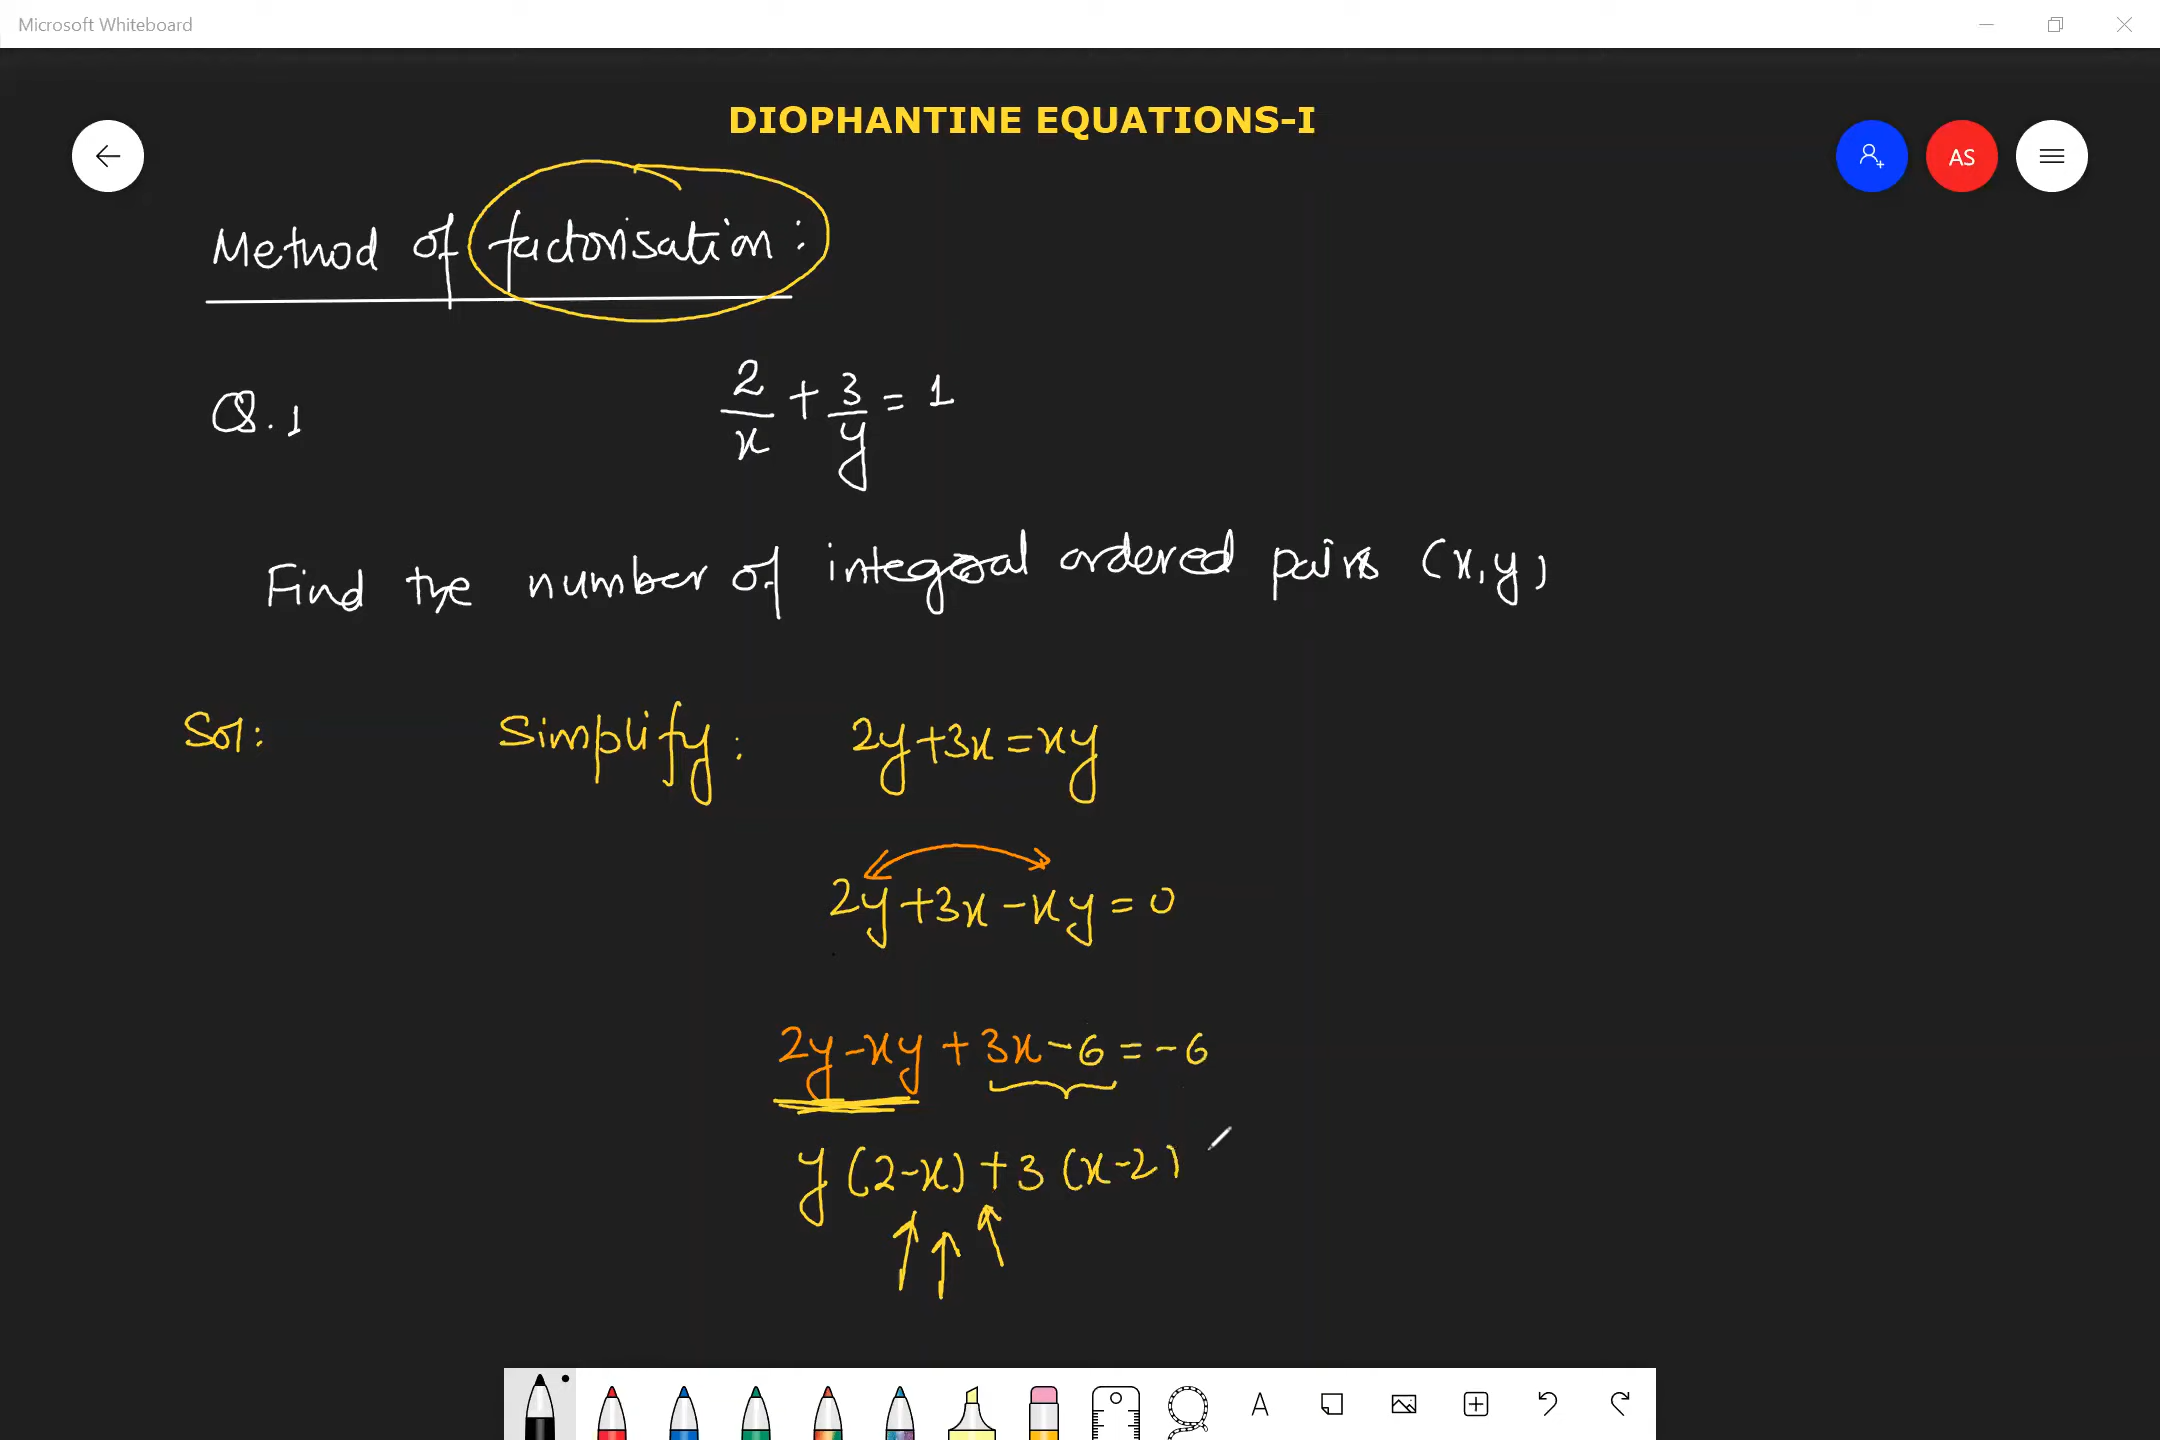 Microsoft Whiteboard
DIOPHANTINE EQUATIONS-I
AS
Method of factorisation:
Q.1 2/x + 3/y = 1
Find the number of integral ordered pairs (x,y)
Sol: Simplify: 2y+3x=xy
2y+3x-xy=0
2y-xy+3x-6=-6
y(2-x)+3(x-2)
A